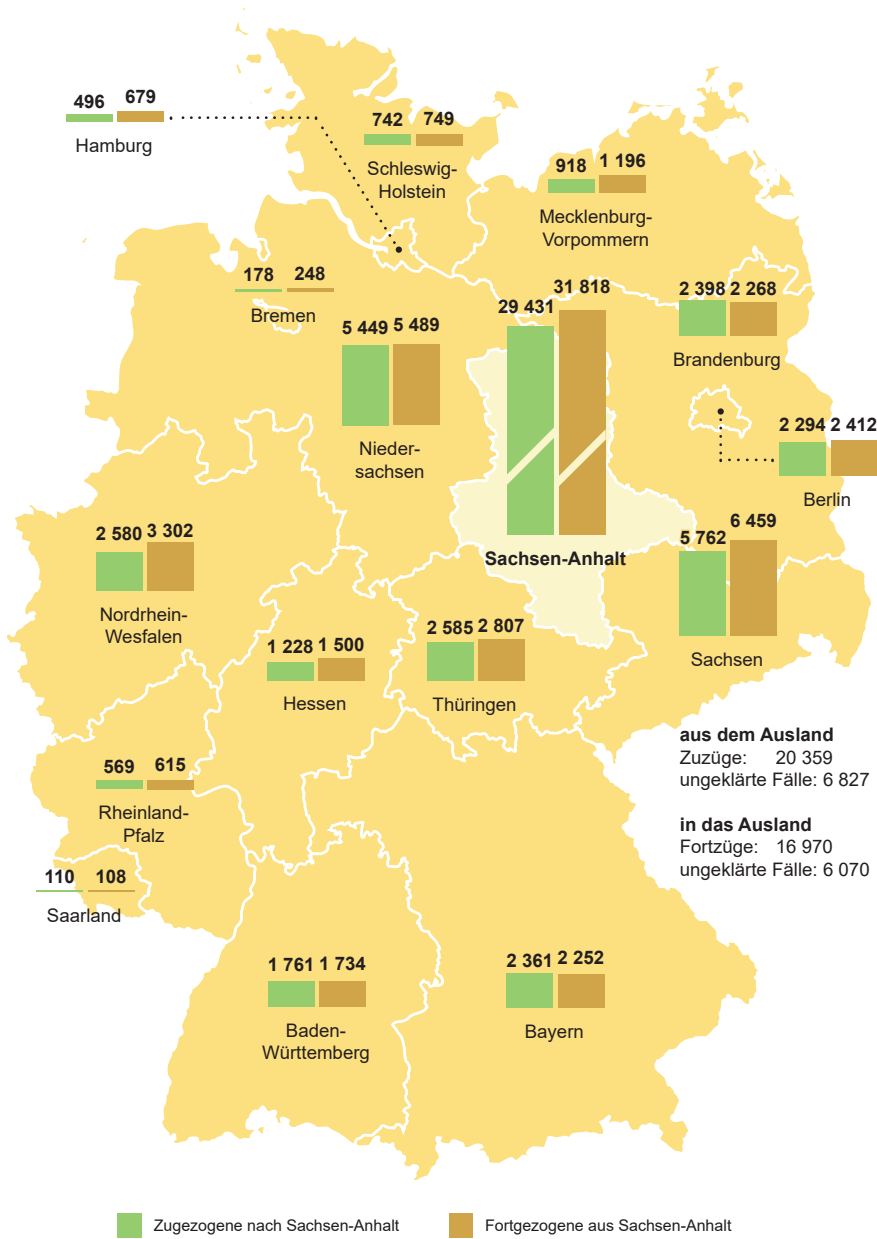 496 679
Hamburg
742 749
Schleswig-
Holstein
918 1 196
Mecklenburg-
Vorpommern
178 248
Bremen
5 449 5 489
Nieder-
sachsen
29 431 31 818
Sachsen-Anhalt
2 398 2 268
Brandenburg
2 294 2 412
Berlin
2 580 3 302
Nordrhein-
Westfalen
1 228 1 500
Hessen
2 585 2 807
Thüringen
5 762 6 459
Sachsen
aus dem Ausland
Zuzüge: 20 359
ungeklärte Fälle: 6 827
in das Ausland
Fortzüge: 16 970
ungeklärte Fälle: 6 070
569 615
Rheinland-
Pfalz
110 108
Saarland
1 761 1 734
Baden-
Württemberg
2 361 2 252
Bayern
Zugezogene nach Sachsen-Anhalt
Fortgezogene aus Sachsen-Anhalt